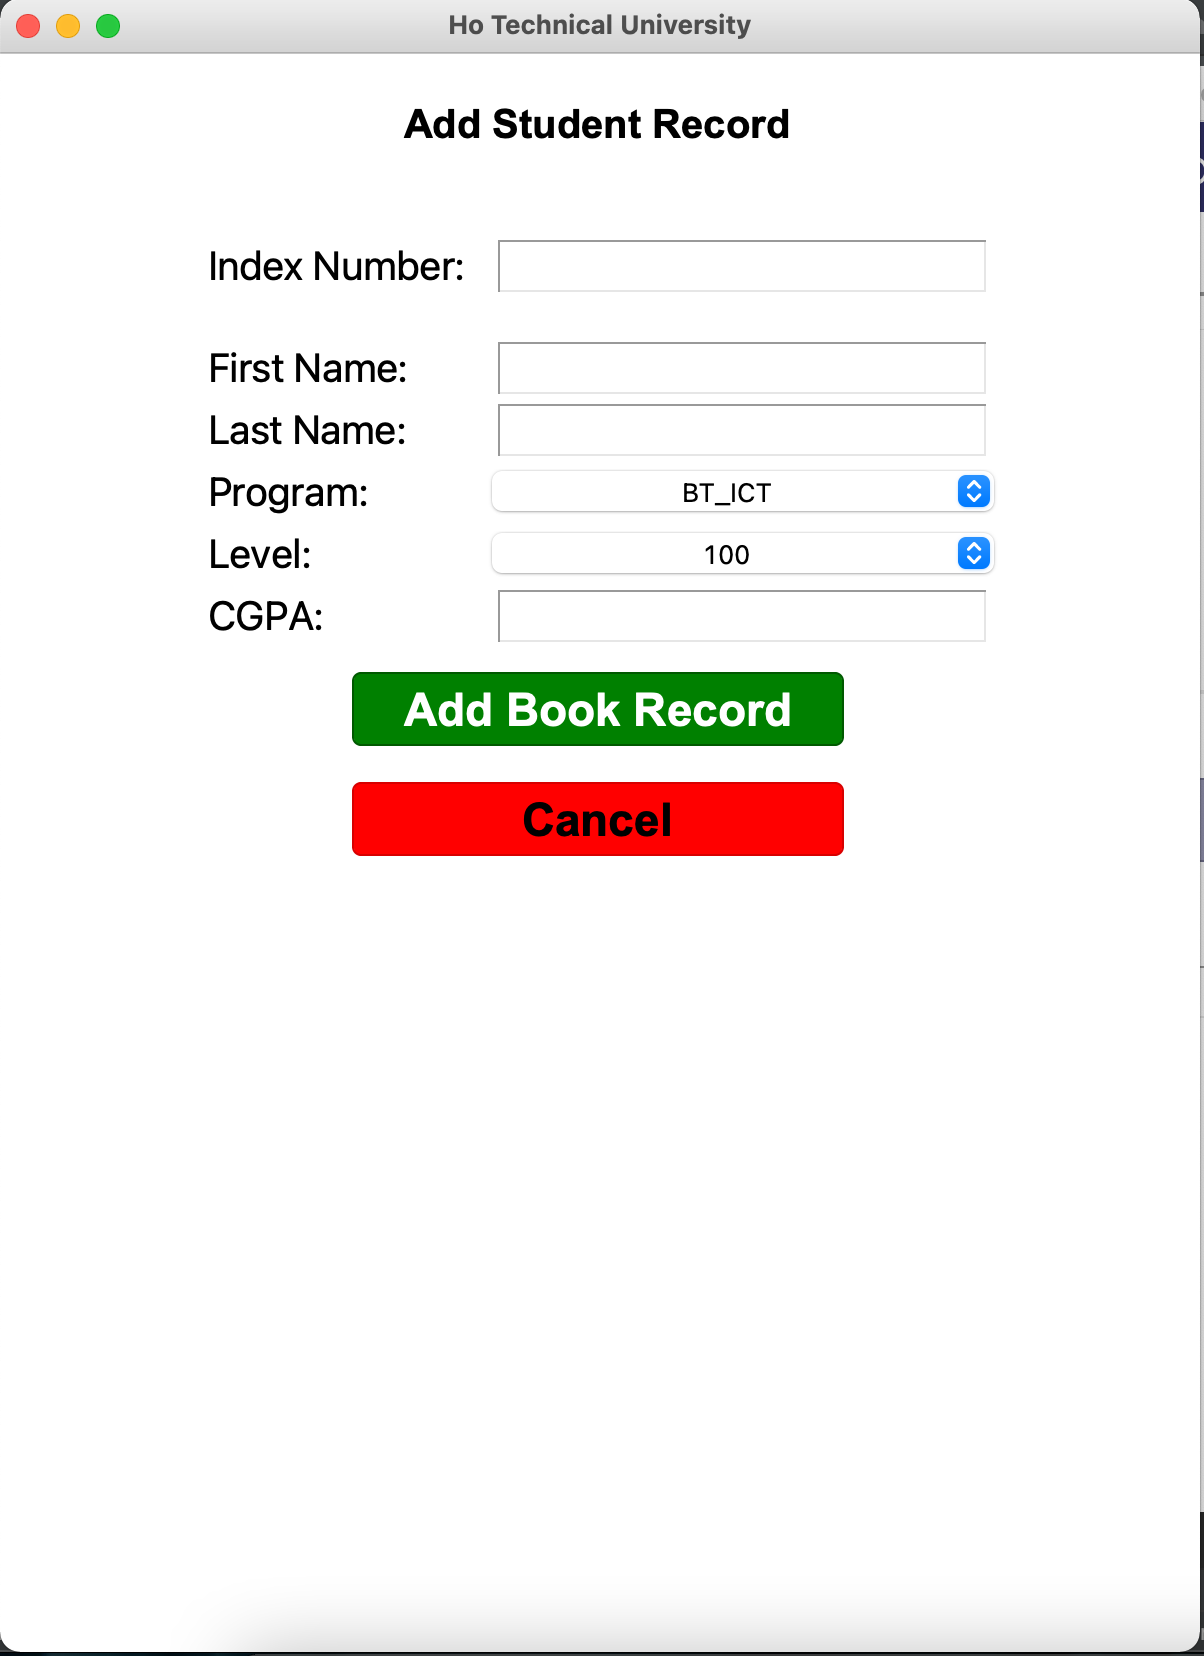 Ho Technical University
Add Student Record
Index Number:
First Name:
Last Name:
Program: BT_ICT
Level: 100
CGPA:
Add Book Record
Cancel